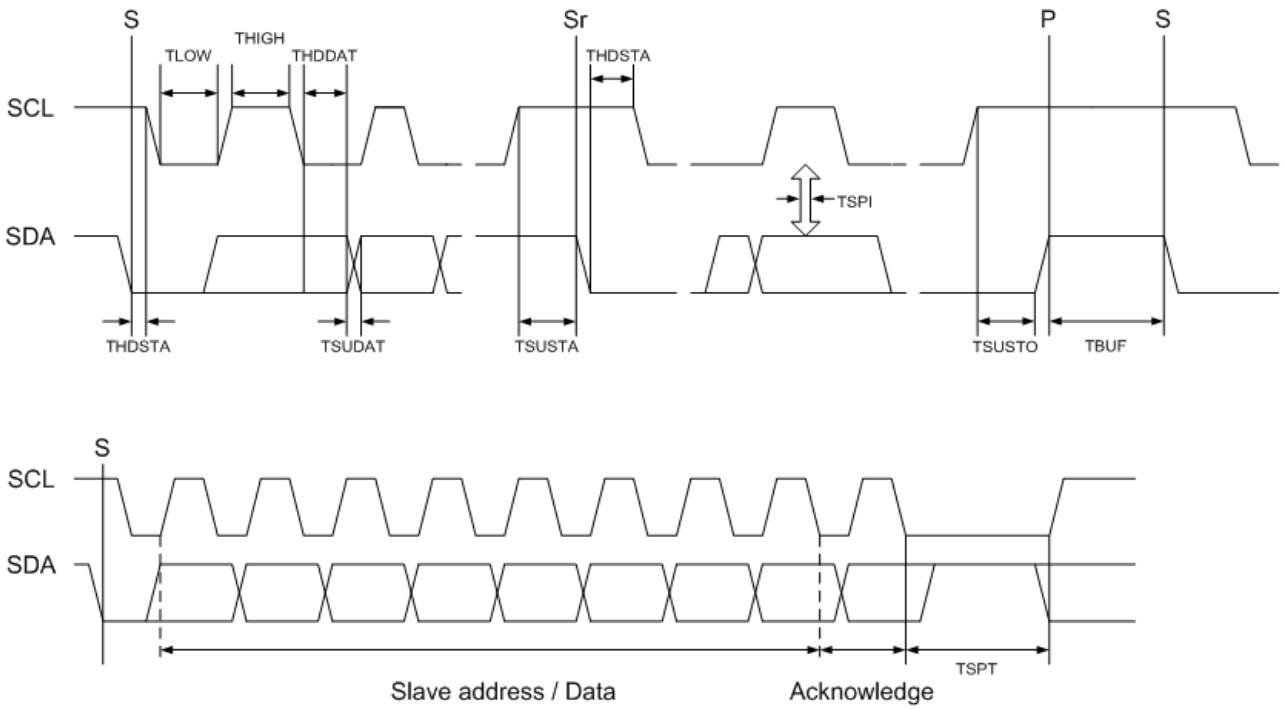 S
Sr
P
S
TLOW
THIGH
THDDAT
THDSTA
SCL
TSPI
SDA
THDSTA
TSUDAT
TSUSTA
TSUSTO
TBUF
S
SCL
SDA
TSPT
Slave address / Data
Acknowledge